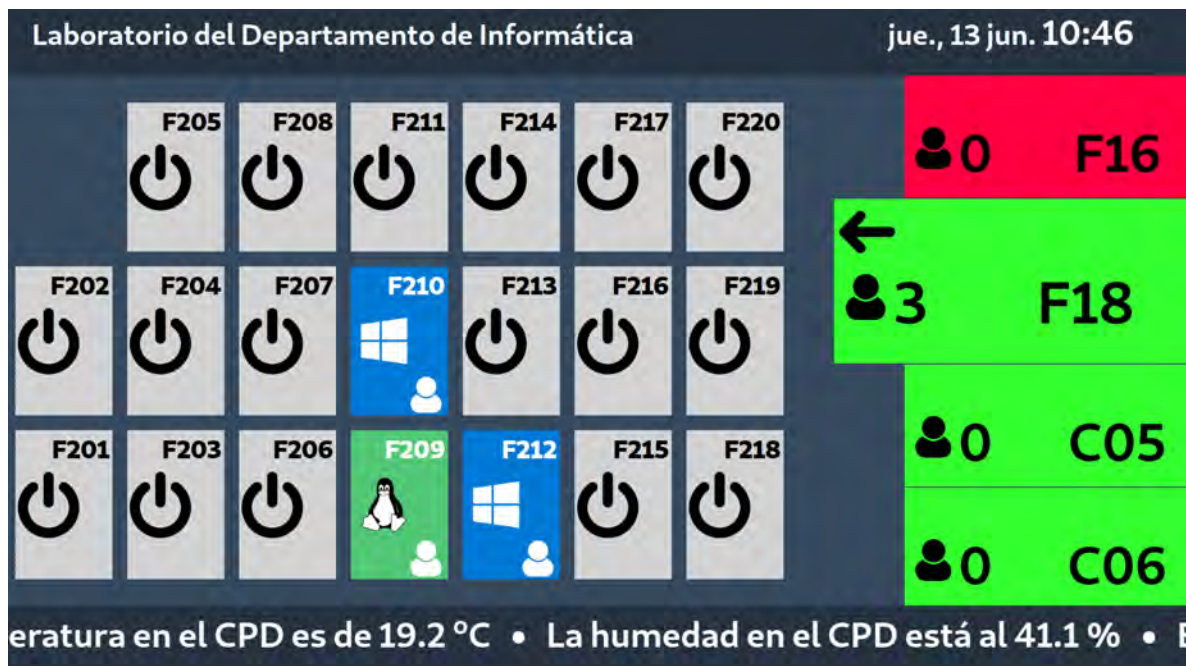 Laboratorio del Departamento de Informática jue., 13 jun. 10:46
F205 F208 F211 F214 F217 F220
F202 F204 F207 F210 F213 F216 F219
F201 F203 F206 F209 F212 F215 F218
0 F16
3 F18
0 C05
0 C06
eratura en el CPD es de 19.2 ºC • La humedad en el CPD está al 41.1 % •